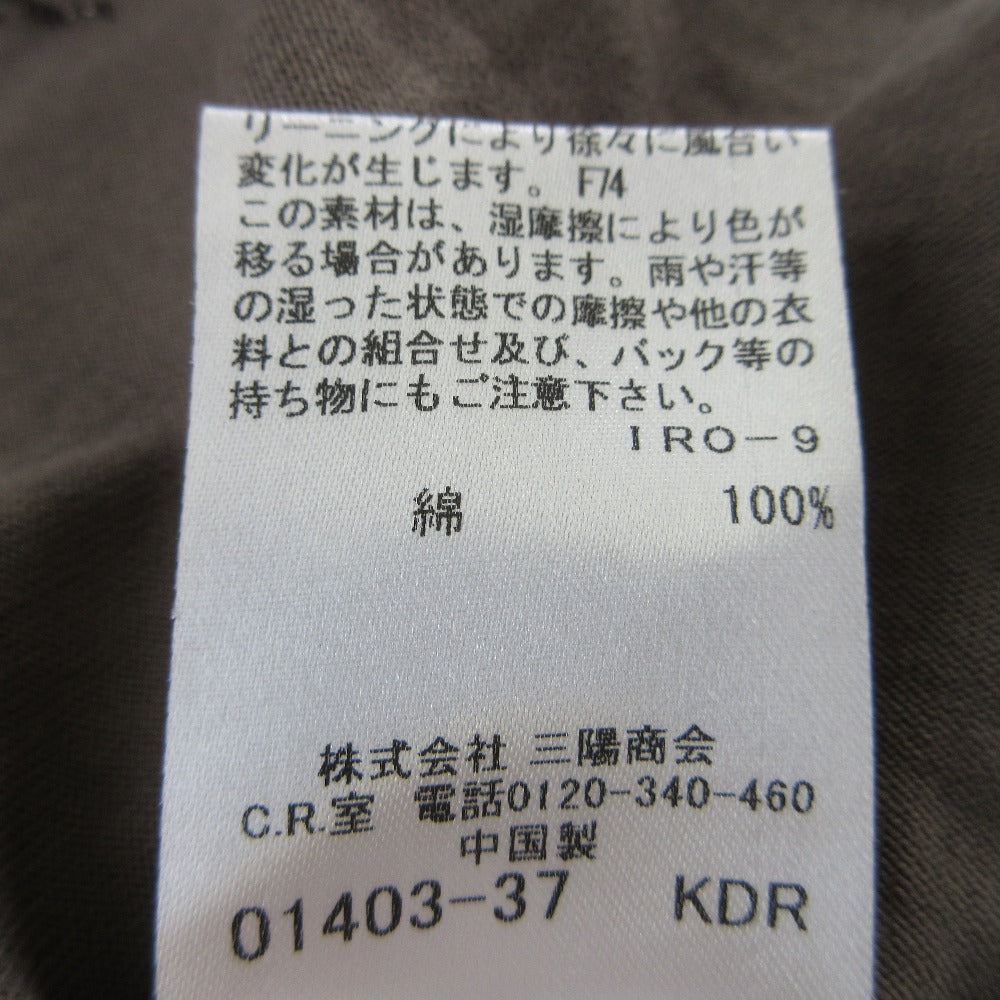 リーニングにより徐々に風合い
変化が生じます。 F74
この素材は、湿摩擦により色が
移る場合があります。雨や汗等
の湿った状態での摩擦や他の衣
料との組合せ及び、バック等の
持ち物にもご注意下さい。
IRO-9
綿 100%
株式会社 三陽商会
C.R.室 電話0120-340-460
中国製
01403-37 KDR